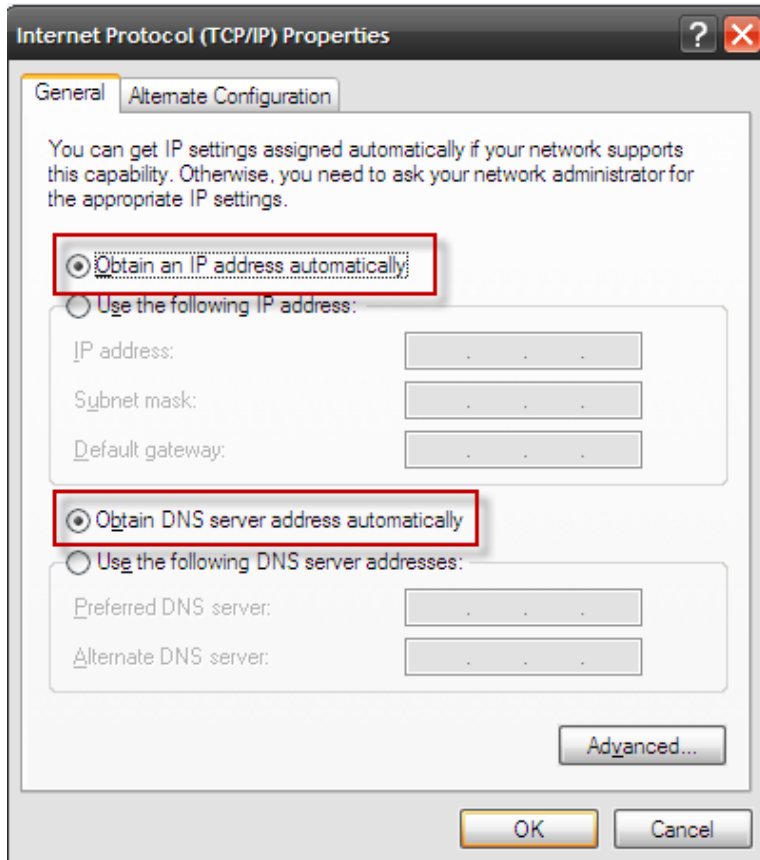 Internet Protocol (TCP/IP) Properties
?
General
Alternate Configuration
You can get IP settings assigned automatically if your network supports
this capability. Otherwise, you need to ask your network administrator for
the appropriate IP settings.
Obtain an IP address automatically
Use the following IP address:
IP address:
Subnet mask:
Default gateway:
Obtain DNS server address automatically
Use the following DNS server addresses:
Preferred DNS server:
Alternate DNS server:
Advanced...
OK
Cancel